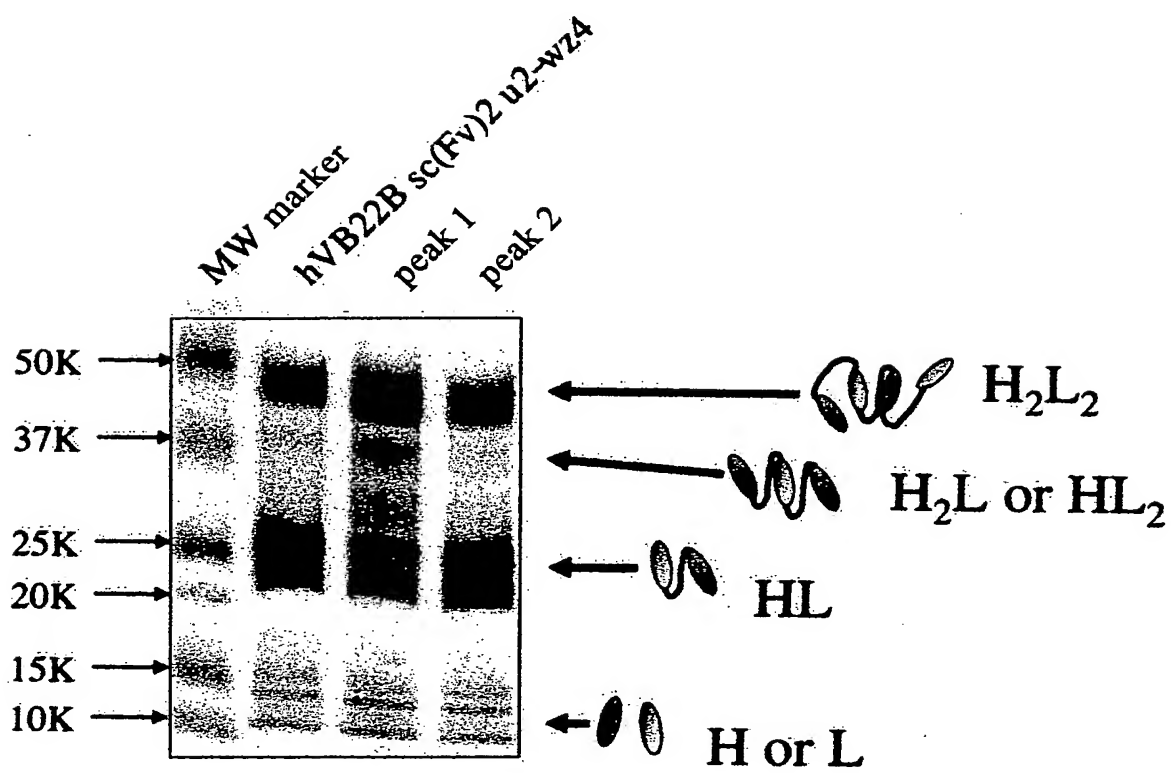 MW marker
hVB22B sc(Fv)2 u2-wz4
peak 1
peak 2
50K
37K
25K
20K
15K
10K
H₂L₂
H₂L or HL₂
HL
H or L